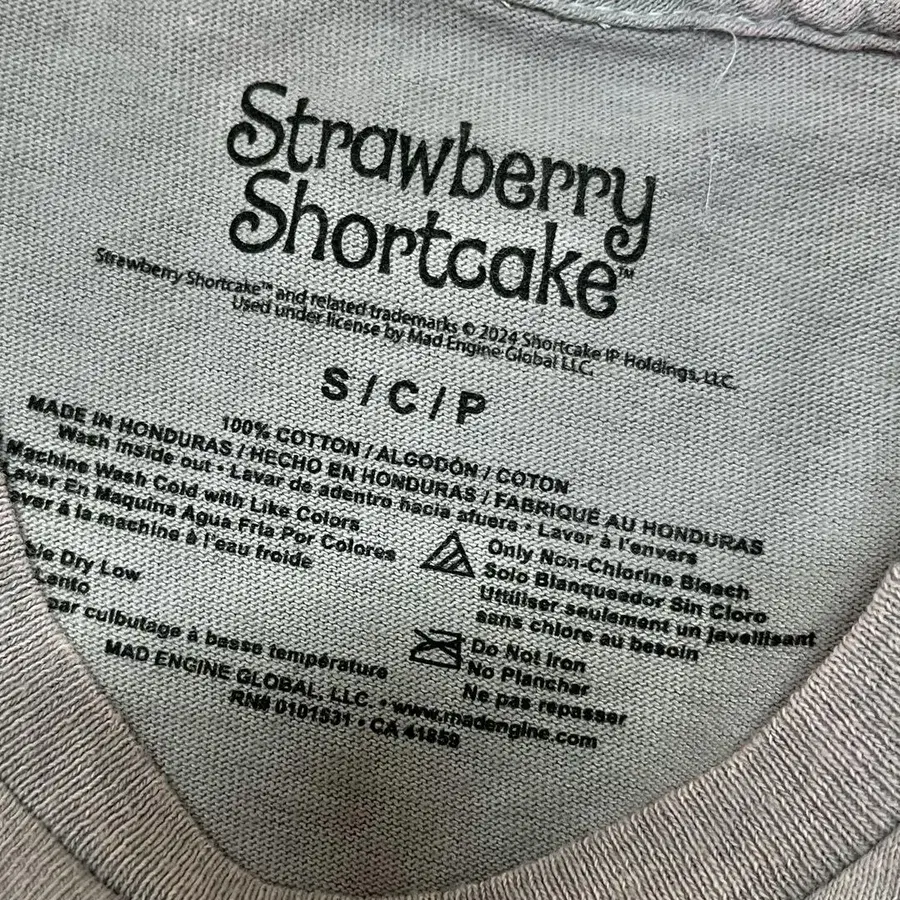 Strawberry
Shortcake™
Strawberry Shortcake™ and related trademarks © 2024 Shortcake IP Holdings, LLC.
Used under license by Mad Engine Global LLC.
S / C / P
100% COTTON / ALGODÓN / COTON
MADE IN HONDURAS / HECHO EN HONDURAS / FABRIQUÉ AU HONDURAS
Wash inside out • Lavar de adentro hacia afuera • Laver à l'envers
Machine Wash Cold with Like Colors
Lavar En Maquina Agua Fria Por Colores
à la machine à l'eau froide
Only Non-Chlorine Bleach
Solo Blanqueador Sin Cloro
Utiliser seulement un javellisant
sans chlore au besoin
Dry Low
Lento
par culbutage à basse température
Do Not Iron
No Planchar
Ne pas repasser
MAD ENGINE GLOBAL, LLC. • www.madengine.com
RN# 0101531 • CA 41859